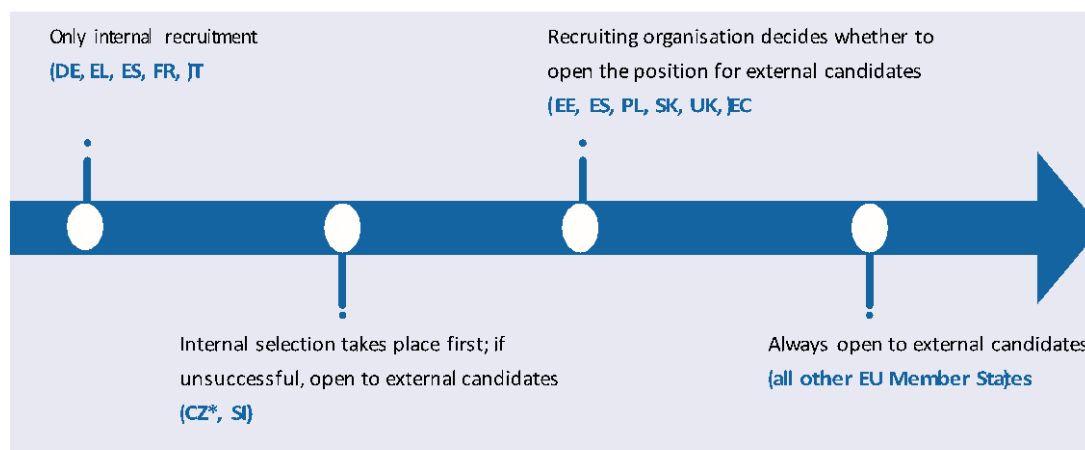 Only internal recruitment
(DE, EL, ES, FR, )IT
Recruiting organisation decides whether to
open the position for external candidates
(EE, ES, PL, SK, UK, )EC
Internal selection takes place first; if
unsuccessful, open to external candidates
(CZ*, SI)
Always open to external candidates
(all other EU Member States)